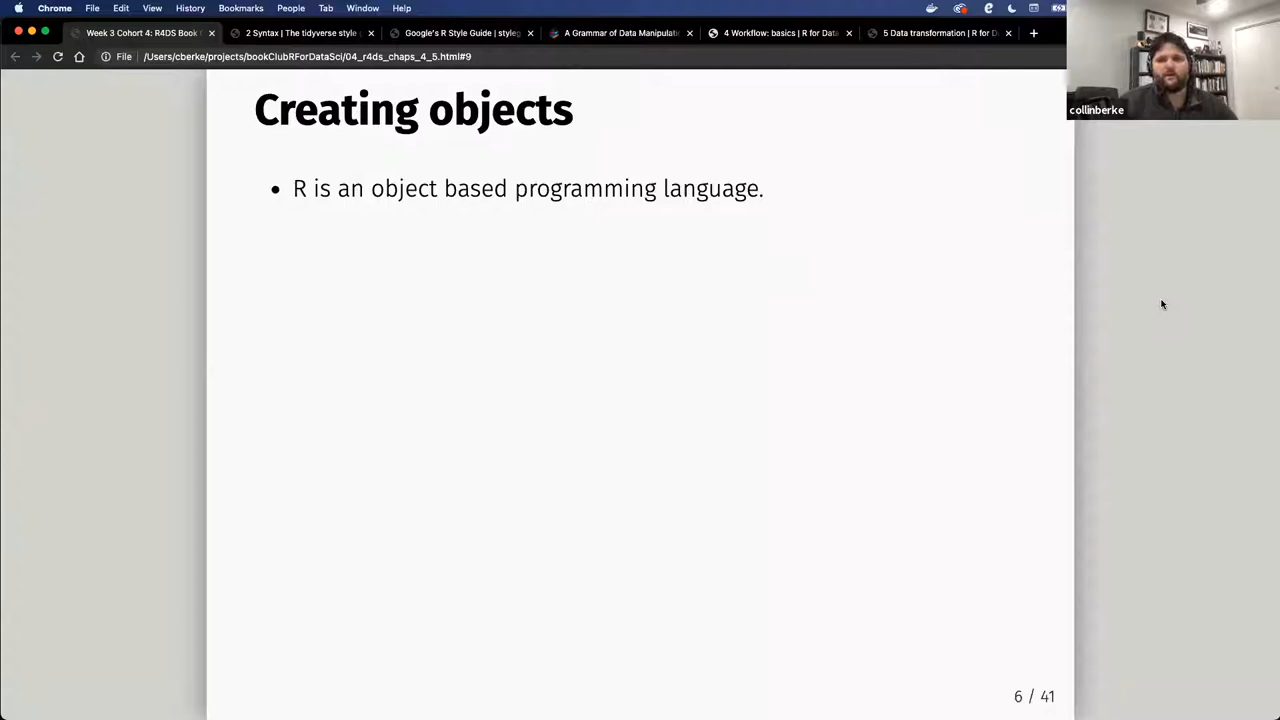 Chrome File Edit View History Bookmarks People Tab Window Help
Week 3 Cohort 4: R4DS Book
2 Syntax | The tidyverse style
Google's R Style Guide | styleg
A Grammar of Data Manipulati
4 Workflow: basics | R for Data
5 Data transformation | R for D
File /Users/cberke/projects/bookClubRForDataSci/04_r4ds_chaps_4_5.html#9
collinberke
Creating objects
• R is an object based programming language.
6 / 41